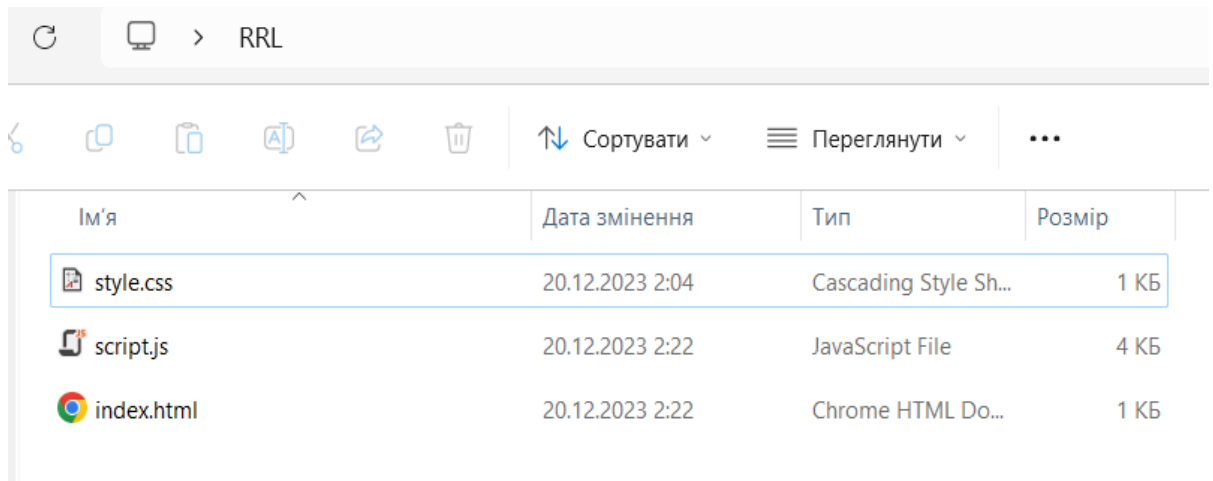 RRL
Сортувати Переглянути
Ім'я Дата змінення Тип Розмір
style.css 20.12.2023 2:04 Cascading Style Sh... 1 КБ
script.js 20.12.2023 2:22 JavaScript File 4 КБ
index.html 20.12.2023 2:22 Chrome HTML Do... 1 КБ